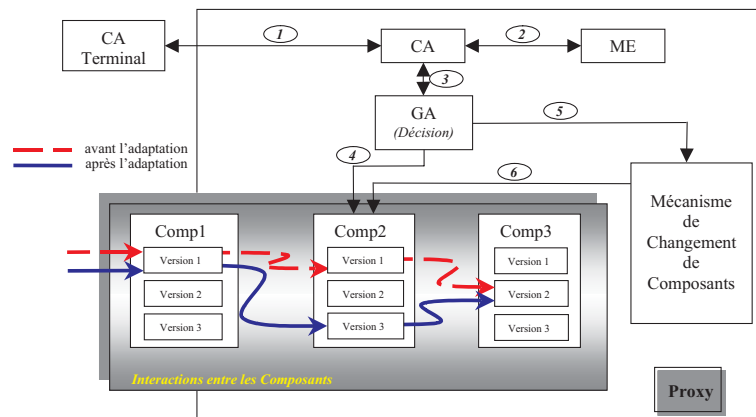 CA
Terminal
1
CA
2
ME
3
GA
(Décision)
5
avant l'adaptation
après l'adaptation
4
6
Mécanisme
de
Changement
de
Composants
Comp1
Version 1
Version 2
Version 3
Comp2
Version 1
Version 2
Version 3
Comp3
Version 1
Version 2
Version 3
Interactions entre les Composants
Proxy